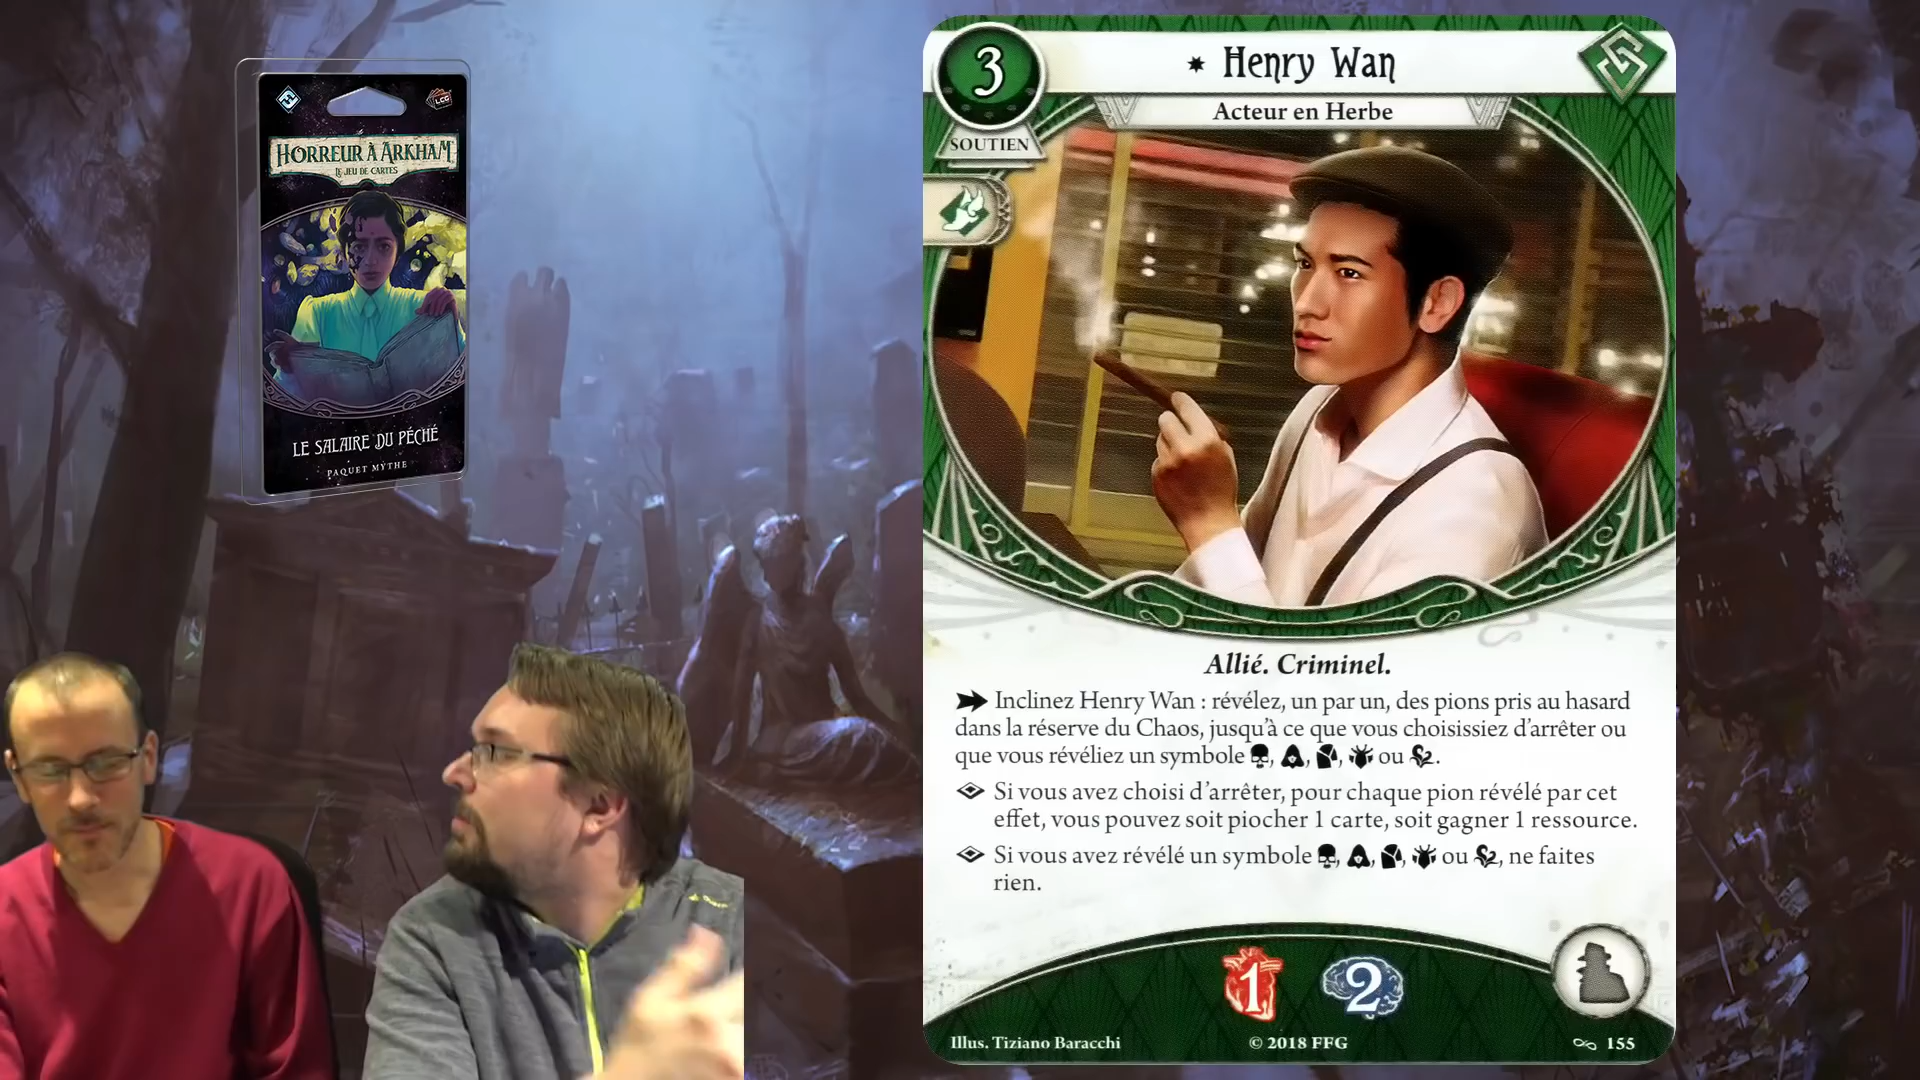 LCG
HORREUR À ARKHAM
LE JEU DE CARTES
LE SALAIRE DU PÉCHÉ
PAQUET MYTHE
3
Henry Wan
Acteur en Herbe
SOUTIEN
Allié. Criminel.
Inclinez Henry Wan : révélez, un par un, des pions pris au hasard
dans la réserve du Chaos, jusqu'à ce que vous choisissiez d'arrêter ou
que vous révéliez un symbole , , , ou .
Si vous avez choisi d'arrêter, pour chaque pion révélé par cet
effet, vous pouvez soit piocher 1 carte, soit gagner 1 ressource.
Si vous avez révélé un symbole , , , ou , ne faites
rien.
1 2
Illus. Tiziano Baracchi © 2018 FFG 155